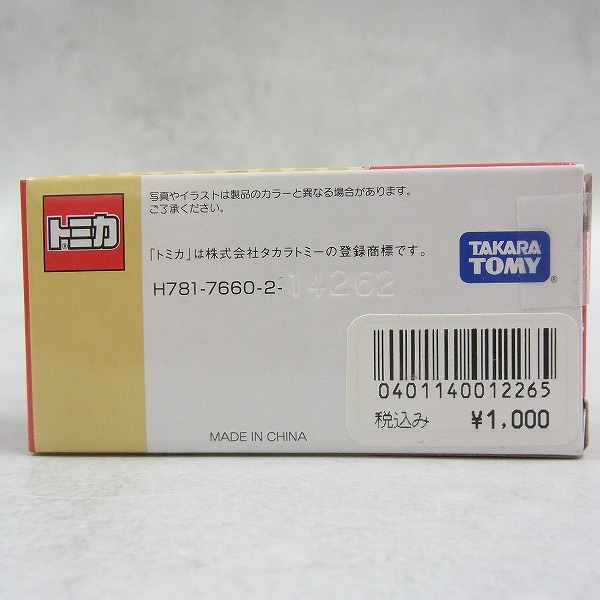 写真やイラストは製品のカラーと異なる場合があります。
ご了承ください。
トミカ
®
「トミカ」は株式会社タカラトミーの登録商標です。
TAKARA
TOMY
®
H781-7660-2-14262
0401140012265
税込み ¥1,000
MADE IN CHINA